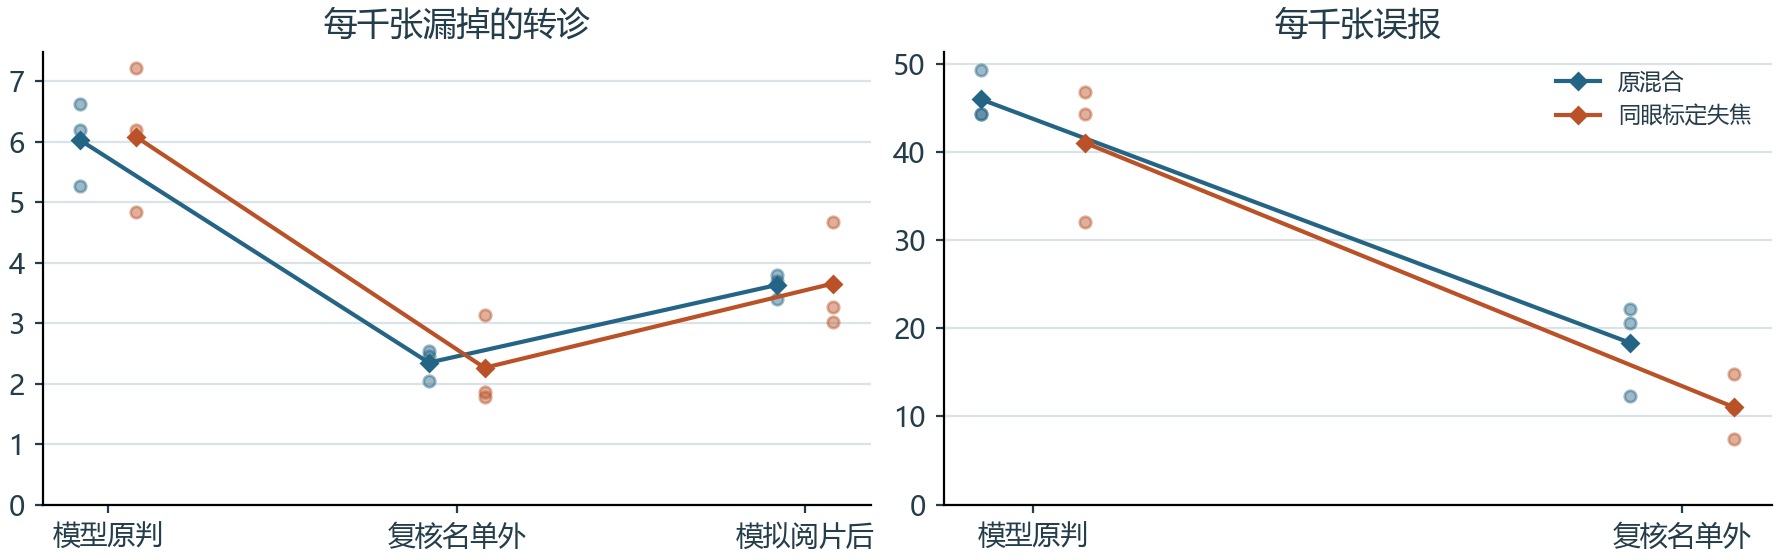 每千张漏掉的转诊
7
6
5
4
3
2
1
0
模型原判
复核名单外
模拟阅片后
每千张误报
50
40
30
20
10
0
原混合
同眼标定失焦
模型原判
复核名单外